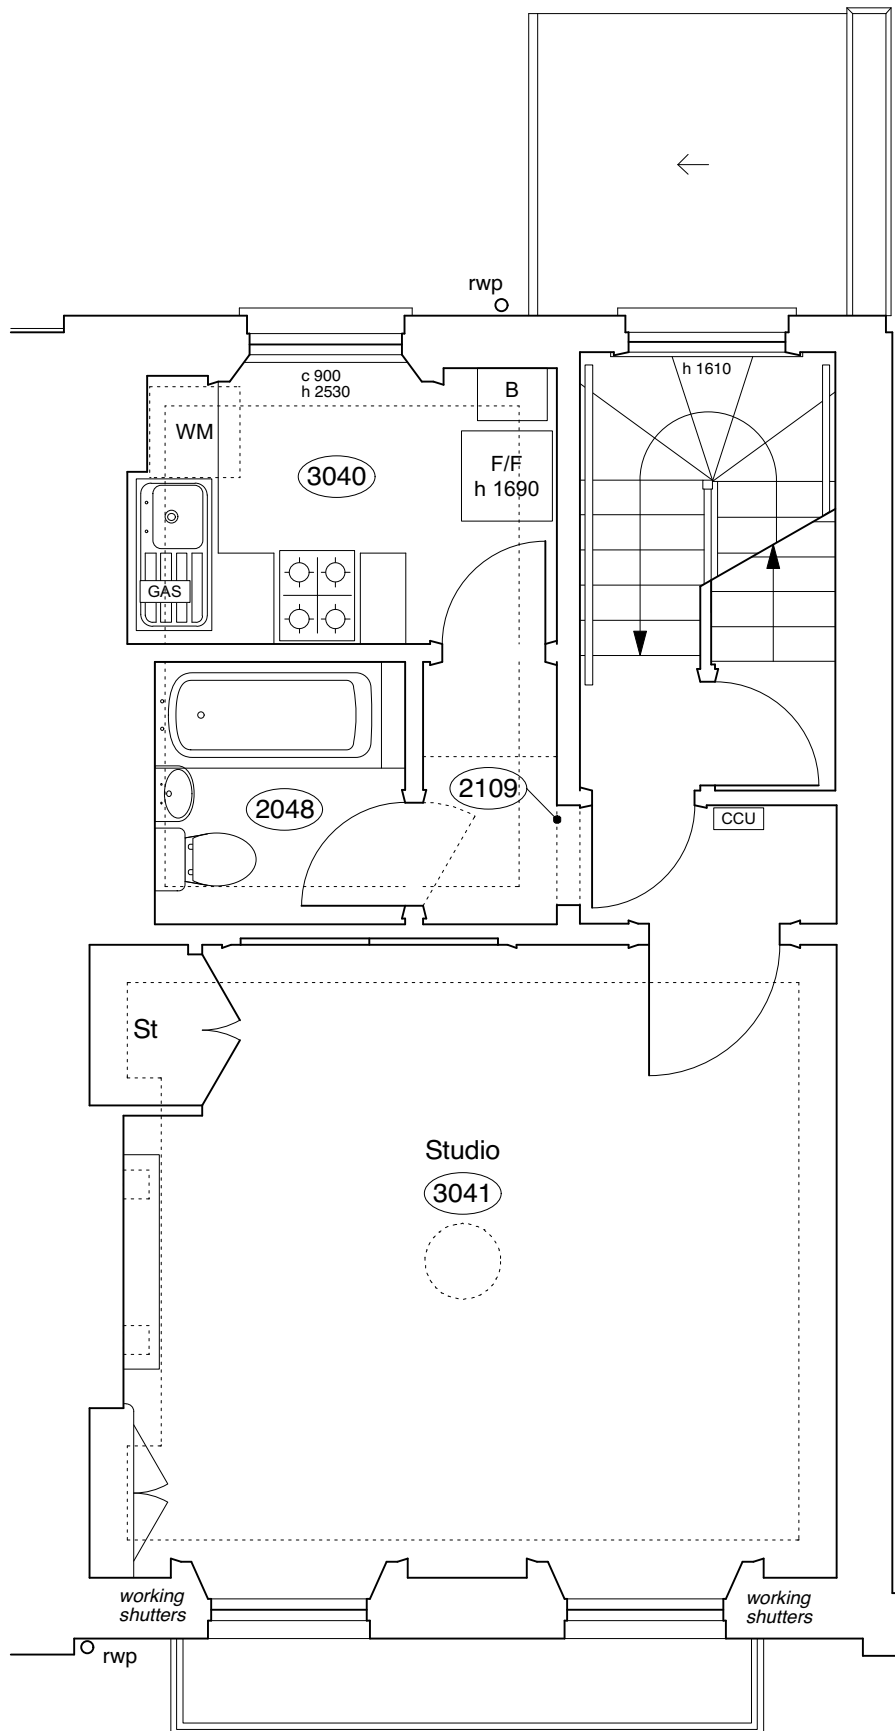 rwp
c 900
h 2530
h 1610
B
WM
F/F
h 1690
3040
GAS
2109
2048
CCU
St
Studio
3041
working
shutters
working
shutters
rwp